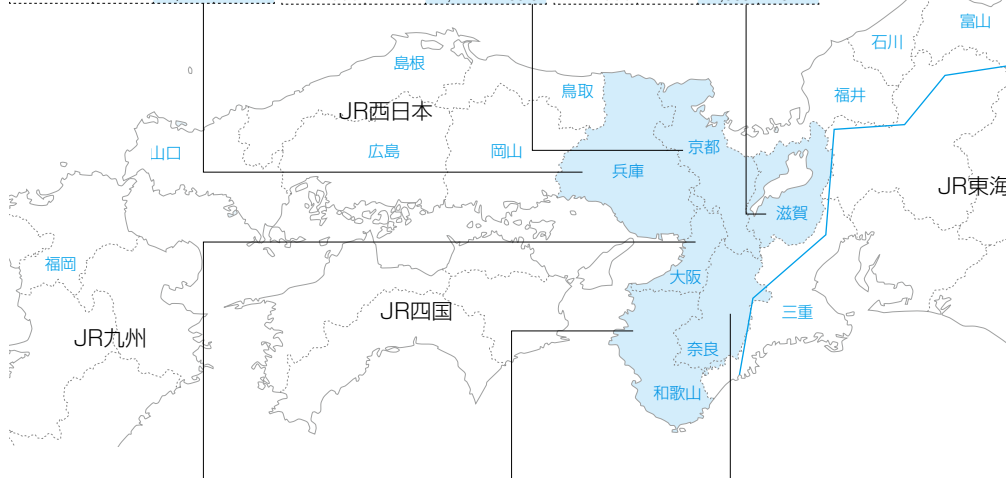 富山
石川
島根
鳥取
福井
JR西日本
山口
広島
岡山
京都
兵庫
JR東海
滋賀
福岡
大阪
JR四国
三重
JR九州
奈良
和歌山